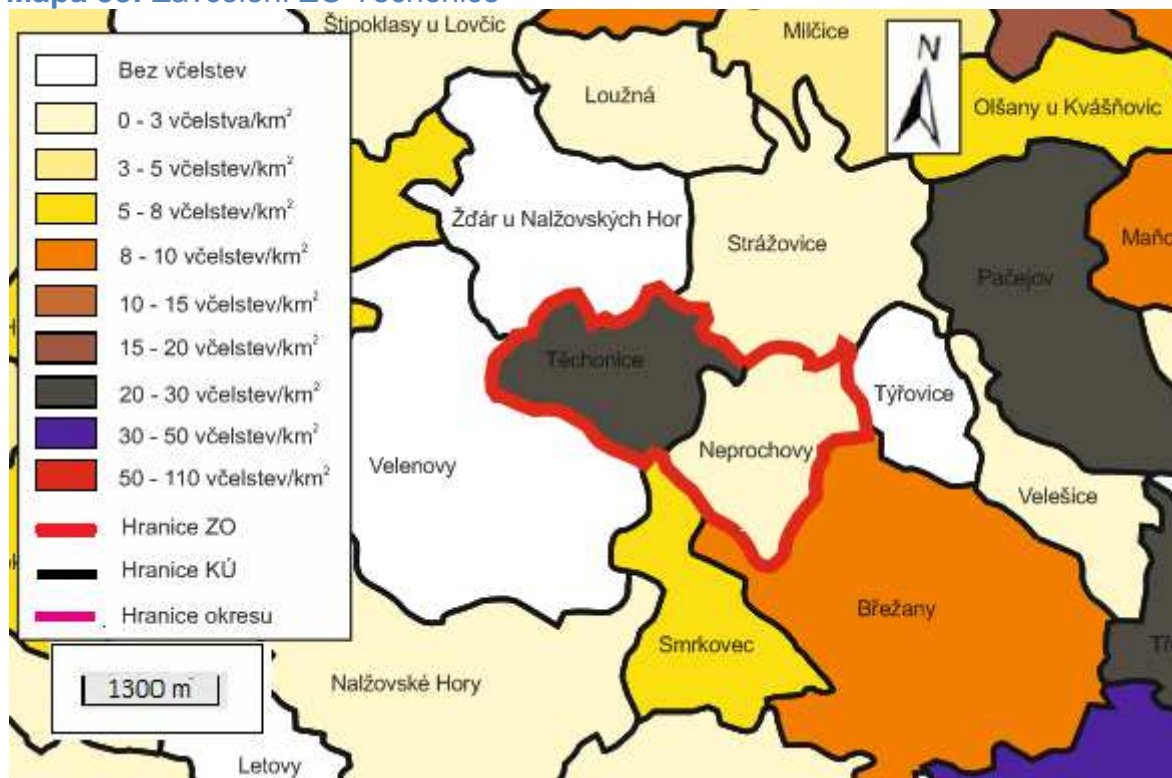 Štipoklasy u Lovčic
Milčice
Bez včelstev
0 - 3 včelstva/km²
3 - 5 včelstev/km²
5 - 8 včelstev/km²
8 - 10 včelstev/km²
10 - 15 včelstev/km²
15 - 20 včelstev/km²
20 - 30 včelstev/km²
30 - 50 včelstev/km²
50 - 110 včelstev/km²
Hranice ZO
Hranice KÚ
Hranice okresu
1300 m
N
Loužná
Olšany u Kvášňovic
Žďár u Nalžovských Hor
Strážovice
Maňo
Pačejov
Těchonice
Týřovice
Neprochovy
Velenovy
Velešice
Břežany
Smrkovec
Nalžovské Hory
Letovy